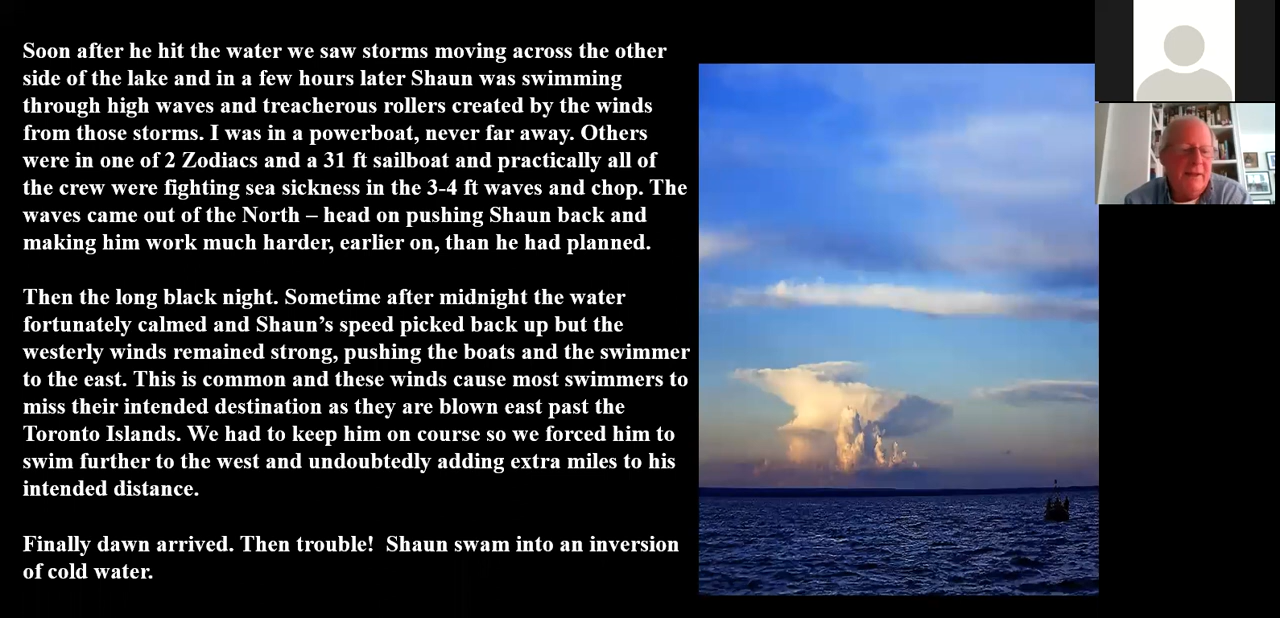 Soon after he hit the water we saw storms moving across the other
side of the lake and in a few hours later Shaun was swimming
through high waves and treacherous rollers created by the winds
from those storms. I was in a powerboat, never far away. Others
were in one of 2 Zodiacs and a 31 ft sailboat and practically all of
the crew were fighting sea sickness in the 3-4 ft waves and chop. The
waves came out of the North – head on pushing Shaun back and
making him work much harder, earlier on, than he had planned.
Then the long black night. Sometime after midnight the water
fortunately calmed and Shaun’s speed picked back up but the
westerly winds remained strong, pushing the boats and the swimmer
to the east. This is common and these winds cause most swimmers to
miss their intended destination as they are blown east past the
Toronto Islands. We had to keep him on course so we forced him to
swim further to the west and undoubtedly adding extra miles to his
intended distance.
Finally dawn arrived. Then trouble!  Shaun swam into an inversion
of cold water.